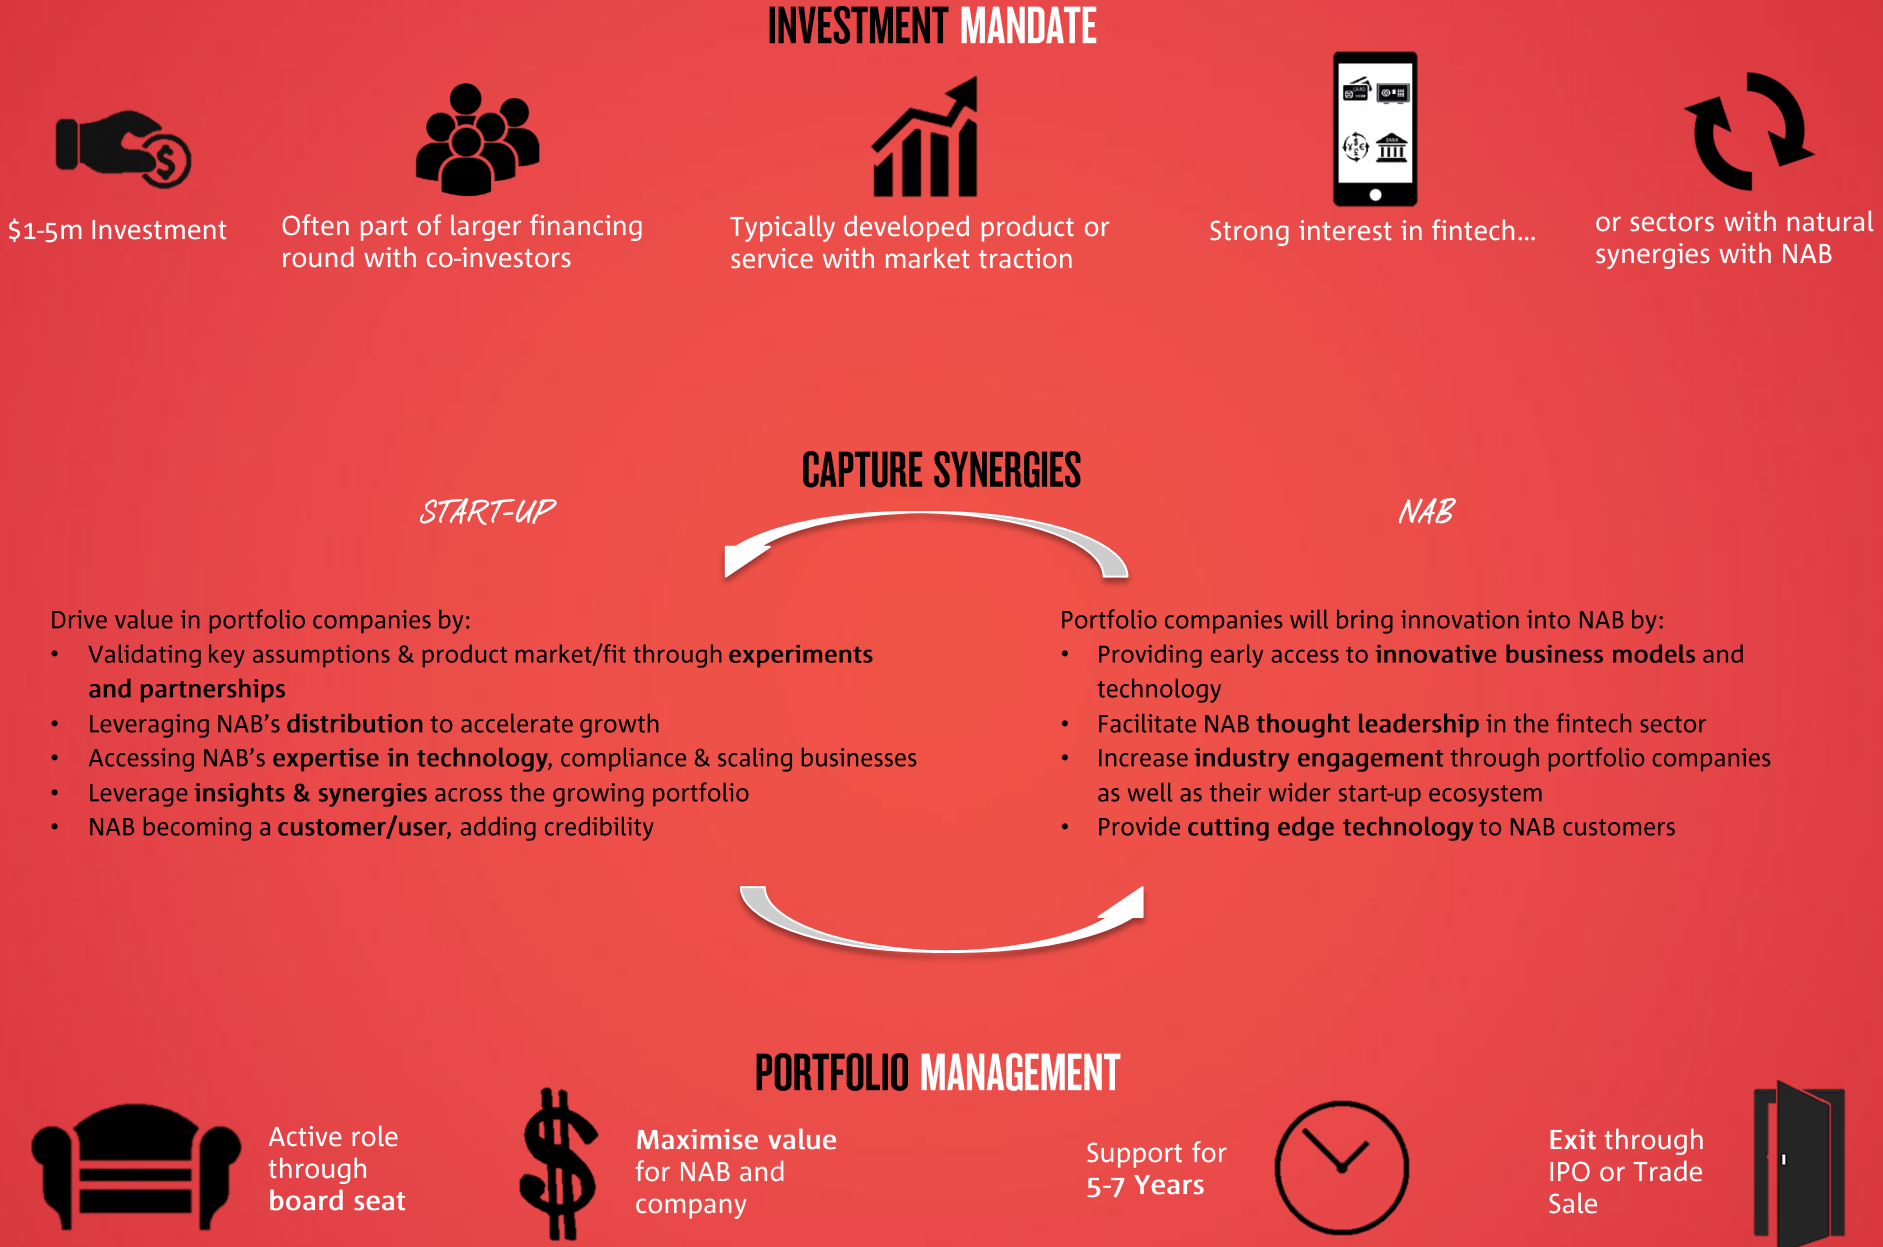 INVESTMENT MANDATE
$1-5m Investment
Often part of larger financing
round with co-investors
Typically developed product or
service with market traction
Strong interest in fintech...
or sectors with natural
synergies with NAB
CAPTURE SYNERGIES
START-UP
Drive value in portfolio companies by:
• Validating key assumptions & product market/fit through experiments
and partnerships
• Leveraging NAB’s distribution to accelerate growth
• Accessing NAB’s expertise in technology, compliance & scaling businesses
• Leverage insights & synergies across the growing portfolio
• NAB becoming a customer/user, adding credibility
NAB
Portfolio companies will bring innovation into NAB by:
• Providing early access to innovative business models and
technology
• Facilitate NAB thought leadership in the fintech sector
• Increase industry engagement through portfolio companies
as well as their wider start-up ecosystem
• Provide cutting edge technology to NAB customers
PORTFOLIO MANAGEMENT
Active role
through
board seat
Maximise value
for NAB and
company
Support for
5-7 Years
Exit through
IPO or Trade
Sale